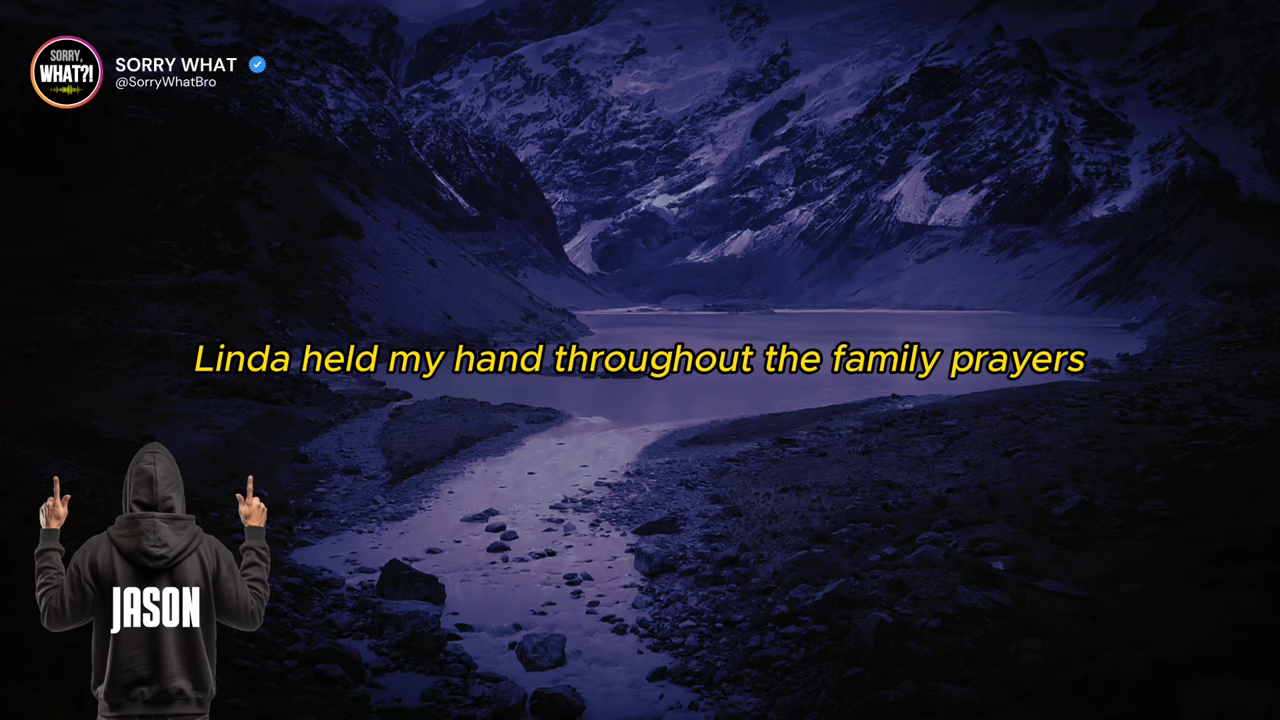 SORRY,
WHAT?!
SORRY WHAT
@SorryWhatBro
Linda held my hand throughout the family prayers
JASON